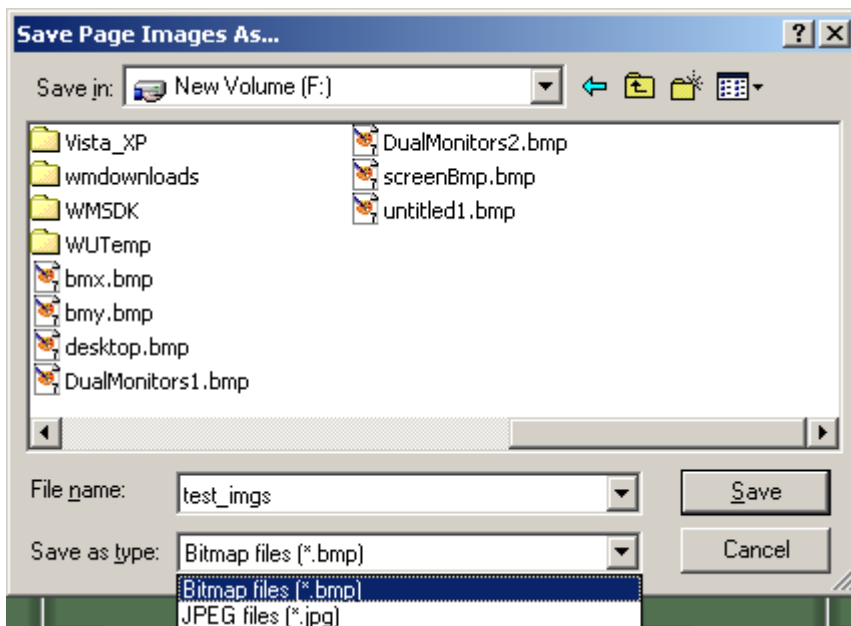 Save Page Images As...
Save in: New Volume (F:)
Vista_XP
wmdownloads
WMSDK
WUTemp
bmx.bmp
bmy.bmp
desktop.bmp
DualMonitors1.bmp
DualMonitors2.bmp
screenBmp.bmp
untitled1.bmp
File name: test_imgs
Save
Save as type: Bitmap files (*.bmp)
Cancel
Bitmap files (*.bmp)
JPEG files (*.jpg)